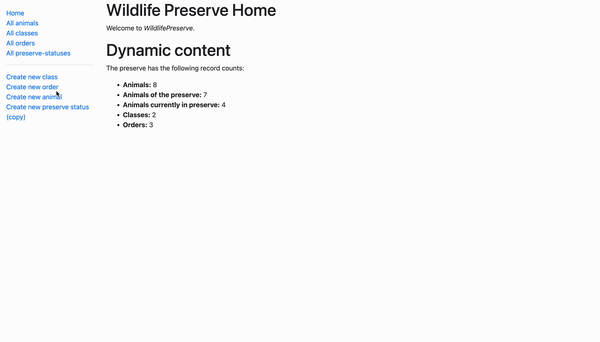 Home
All animals
All classes
All orders
All preserve-statuses
Create new class
Create new order
Create new animal
Create new preserve status
(copy)
Wildlife Preserve Home
Welcome to WildlifePreserve.
Dynamic content
The preserve has the following record counts:
• Animals: 8
• Animals of the preserve: 7
• Animals currently in preserve: 4
• Classes: 2
• Orders: 3